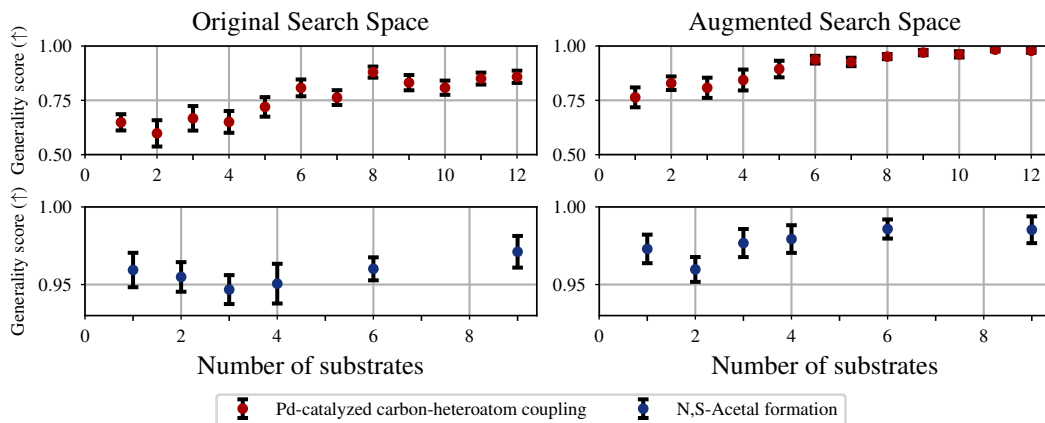 Original Search Space
Augmented Search Space
Generality score (↑)
1.00
0.75
0.50
0 2 4 6 8 10 12
1.00
0.75
0.50
0 2 4 6 8 10 12
Generality score (↑)
1.00
0.95
0 2 4 6 8
1.00
0.95
0 2 4 6 8
Number of substrates
Number of substrates
Pd-catalyzed carbon-heteroatom coupling
N,S-Acetal formation